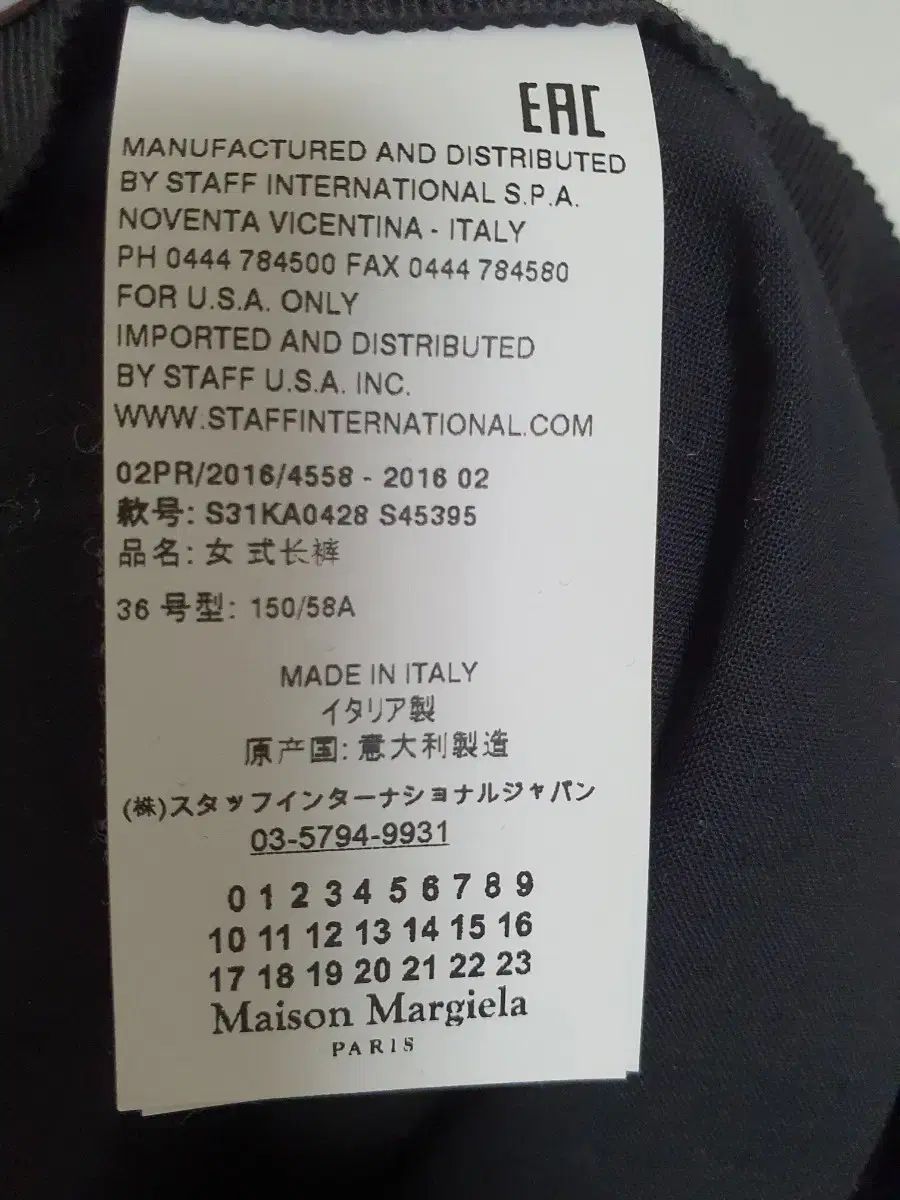 EAC
MANUFACTURED AND DISTRIBUTED
BY STAFF INTERNATIONAL S.P.A.
NOVENTA VICENTINA - ITALY
PH 0444 784500 FAX 0444 784580
FOR U.S.A. ONLY
IMPORTED AND DISTRIBUTED
BY STAFF U.S.A. INC.
WWW.STAFFINTERNATIONAL.COM
02PR/2016/4558 - 2016 02
款号: S31KA0428 S45395
品名: 女 式长裤
36 号型: 150/58A
MADE IN ITALY
イタリア製
原产国: 意大利製造
(株)スタッフインターナショナルジャパン
03-5794-9931
0 1 2 3 4 5 6 7 8 9
10 11 12 13 14 15 16
17 18 19 20 21 22 23
Maison Margiela
PARIS